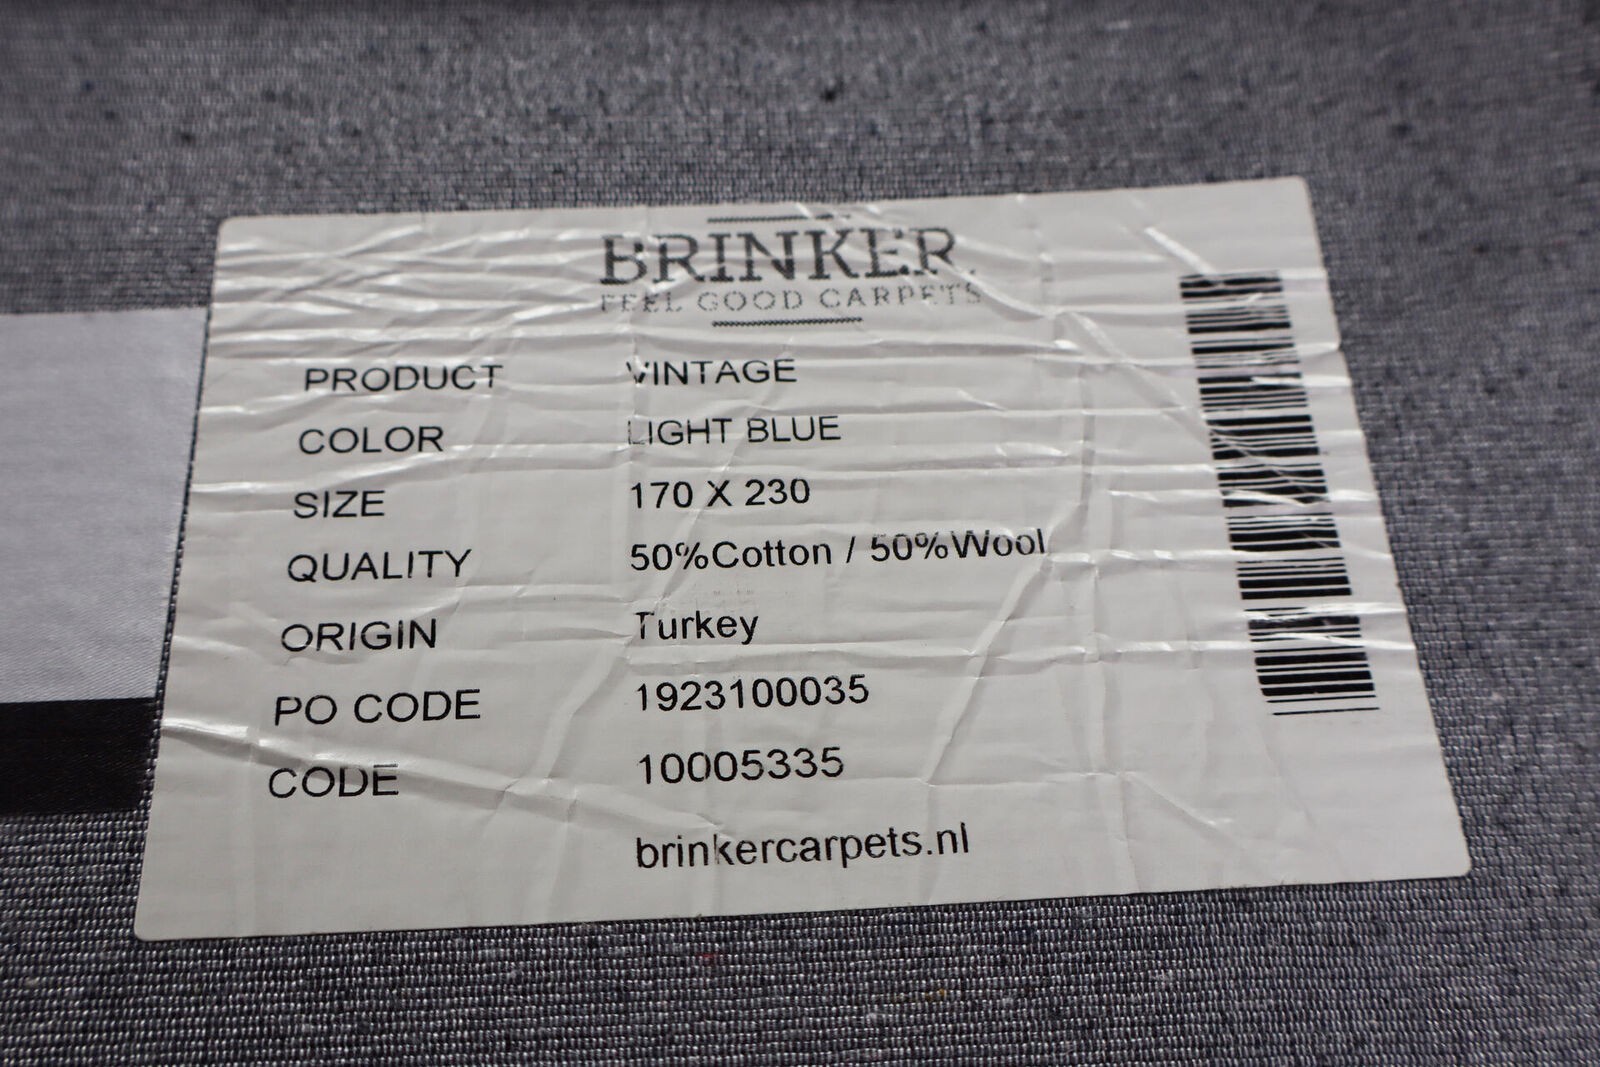 BRINKER
FEEL GOOD CARPETS
PRODUCT VINTAGE
COLOR LIGHT BLUE
SIZE 170 X 230
QUALITY 50%Cotton / 50%Wool
ORIGIN Turkey
PO CODE 1923100035
CODE 10005335
brinkercarpets.nl